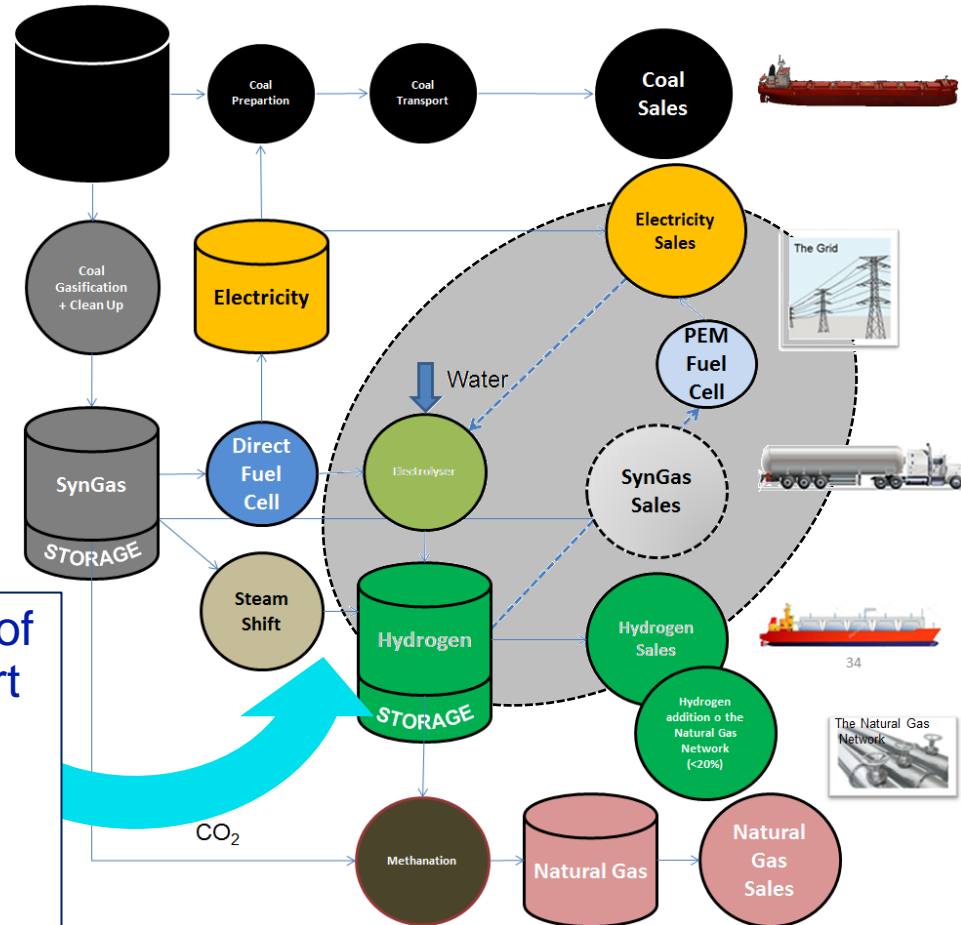 Coal
Prepartion
Coal
Transport
Coal
Sales
Electricity
Sales
The Grid
Coal
Gasification
+ Clean Up
Electricity
PEM
Fuel
Cell
Water
SynGas
STORAGE
Direct
Fuel
Cell
Electrolyser
SynGas
Sales
Steam
Shift
Hydrogen
STORAGE
Hydrogen
Sales
34
of
rt
Hydrogen
addition o the
Natural Gas
Network
(<20%)
The Natural Gas
Network
CO2
Methanation
Natural Gas
Natural
Gas
Sales